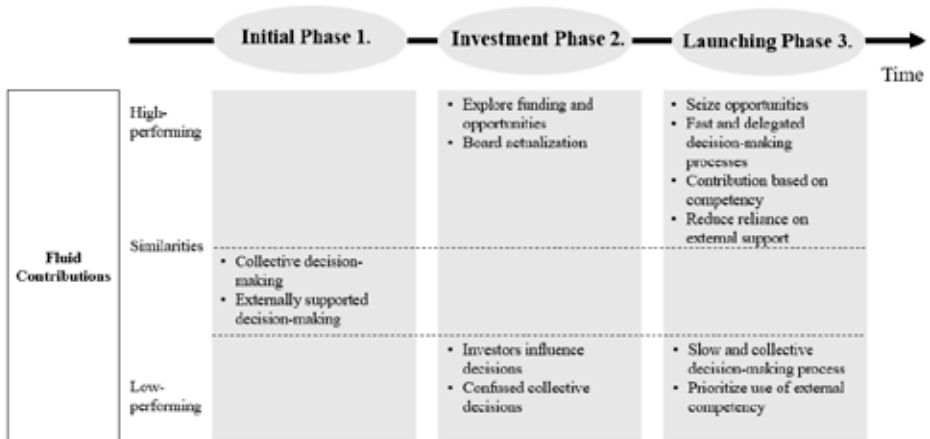 Initial Phase 1.
Investment Phase 2.
Launching Phase 3.
Time
Fluid
Contributions
High-
performing
• Explore funding and
opportunities
• Board actualization
• Seize opportunities
• Fast and delegated
decision-making
processes
• Contribution based on
competency
• Reduce reliance on
external support
Similarities
• Collective decision-
making
• Externally supported
decision-making
Low-
performing
• Investors influence
decisions
• Confused collective
decisions
• Slow and collective
decision-making process
• Prioritize use of external
competency